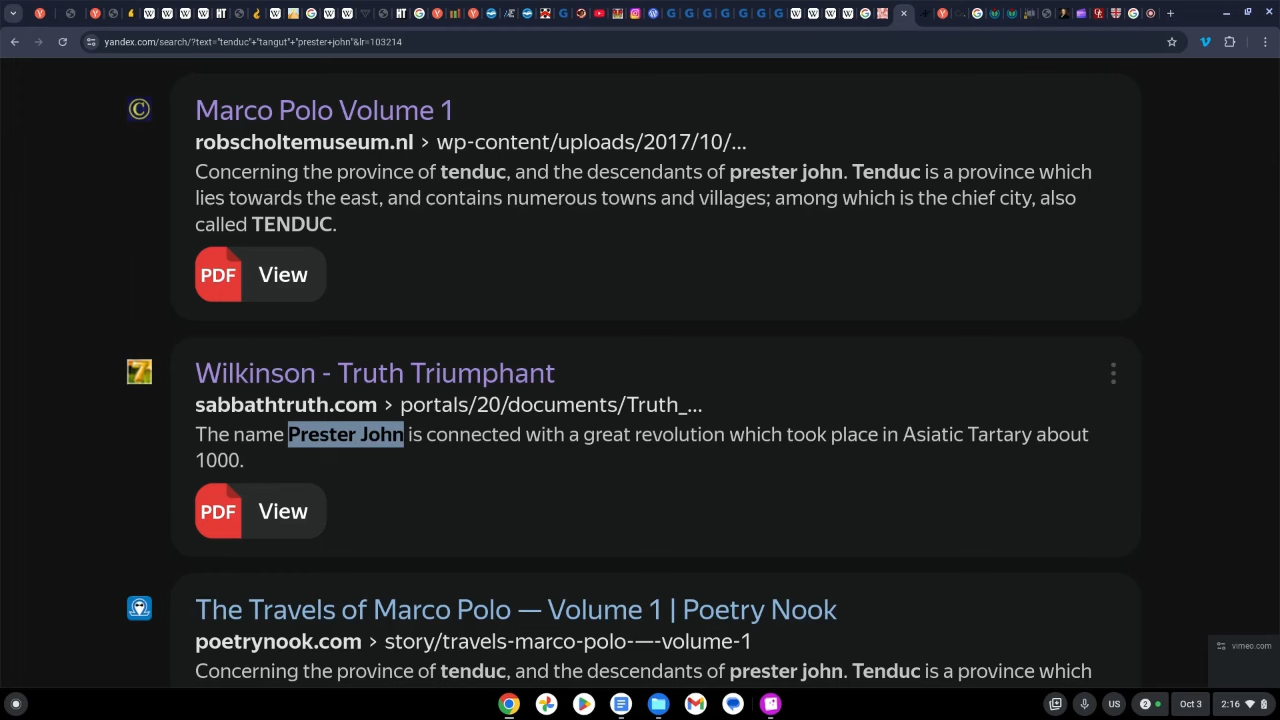 yandex.com/search/?text="tenduc"+"tangut"+"prester+john"&lr=103214
Marco Polo Volume 1
robscholtemuseum.nl › wp-content/uploads/2017/10/...
Concerning the province of tenduc, and the descendants of prester john. Tenduc is a province which
lies towards the east, and contains numerous towns and villages; among which is the chief city, also
called TENDUC.
PDF View
Wilkinson - Truth Triumphant
sabbathtruth.com › portals/20/documents/Truth_...
The name Prester John is connected with a great revolution which took place in Asiatic Tartary about
1000.
PDF View
The Travels of Marco Polo — Volume 1 | Poetry Nook
poetrynook.com › story/travels-marco-polo-—-volume-1
Concerning the province of tenduc, and the descendants of prester john. Tenduc is a province which
vimeo.com
US 2 Oct 3 2:16